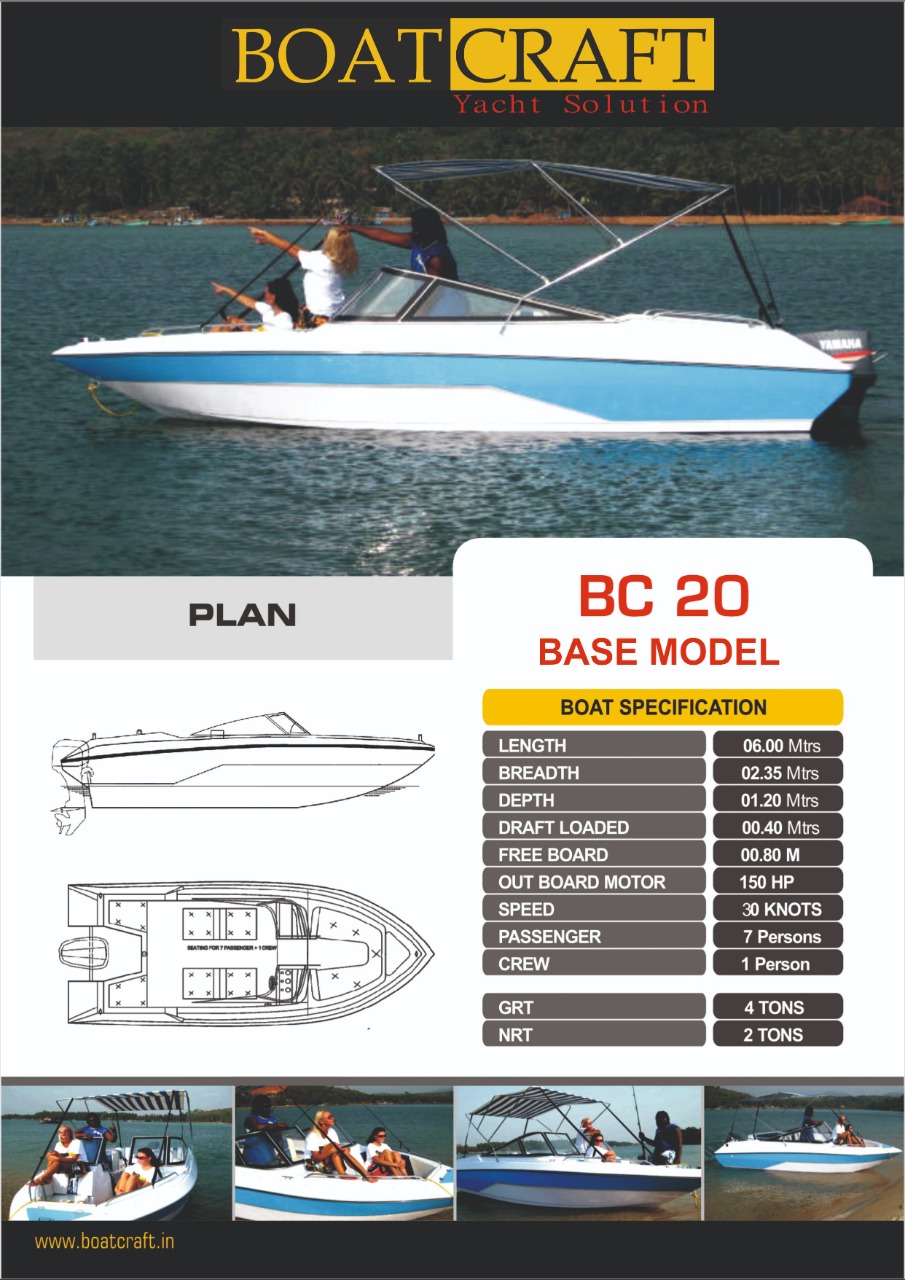 BOATCRAFT
Yacht Solution
YAMAHA
PLAN
BC 20
BASE MODEL
BOAT SPECIFICATION
LENGTH 06.00 Mtrs
BREADTH 02.35 Mtrs
DEPTH 01.20 Mtrs
DRAFT LOADED 00.40 Mtrs
FREE BOARD 00.80 M
OUT BOARD MOTOR 150 HP
SPEED 30 KNOTS
PASSENGER 7 Persons
CREW 1 Person
GRT 4 TONS
NRT 2 TONS
SEATING FOR 7 PASSENGER + 1 CREW
www.boatcraft.in